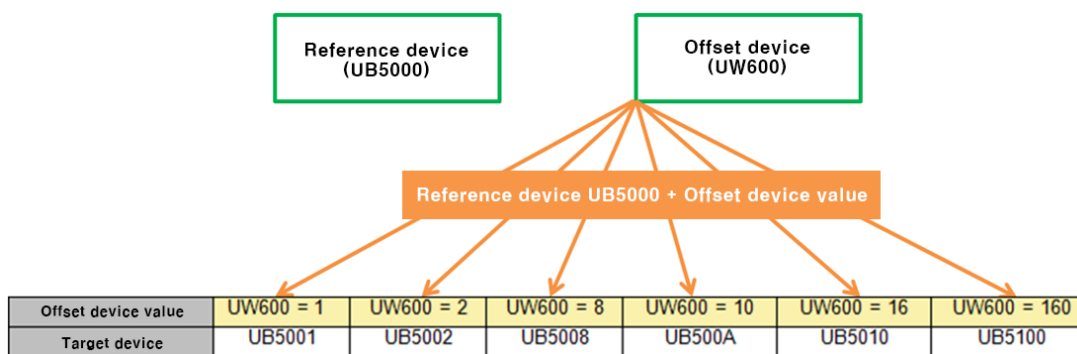 Reference device
(UB5000)
Offset device
(UW600)
Reference device UB5000 + Offset device value
Offset device value UW600 = 1 UW600 = 2 UW600 = 8 UW600 = 10 UW600 = 16 UW600 = 160
Target device UB5001 UB5002 UB5008 UB500A UB5010 UB5100